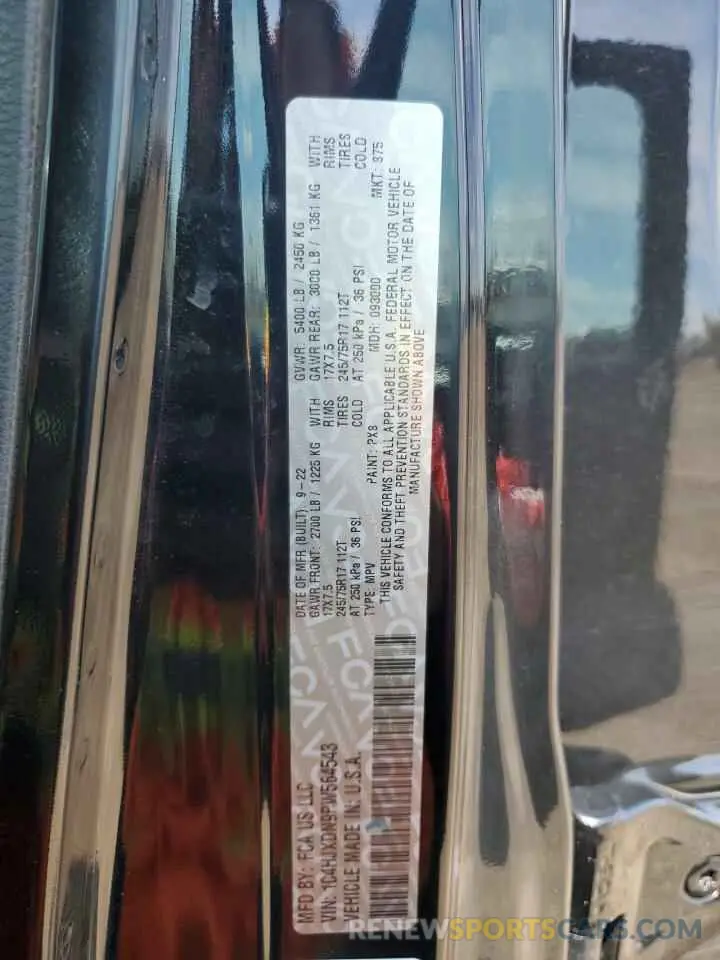 MFD BY: FCA US LLC
DATE OF MFR (BUILT) 9-22
GVWR: 5400 LB / 2450 KG
GAWR FRONT: 2700 LB / 1225 KG WITH
GAWR REAR: 3000 LB / 1361 KG WITH
17X7.5 RIMS
17X7.5 RIMS
245/75R17 112T TIRES
245/75R17 112T TIRES
AT 250 kPa / 36 PSI COLD
AT 250 kPa / 36 PSI COLD
VIN: 1C4HJXDN9PW564543
TYPE: MPV
PAINT: PX8
MDH: 093000
MKT: 875
VEHICLE MADE IN: U.S.A.
THIS VEHICLE CONFORMS TO ALL APPLICABLE U.S.A. FEDERAL MOTOR VEHICLE
SAFETY AND THEFT PREVENTION STANDARDS IN EFFECT ON THE DATE OF
MANUFACTURE SHOWN ABOVE
RENEWSPORTSCARS.COM